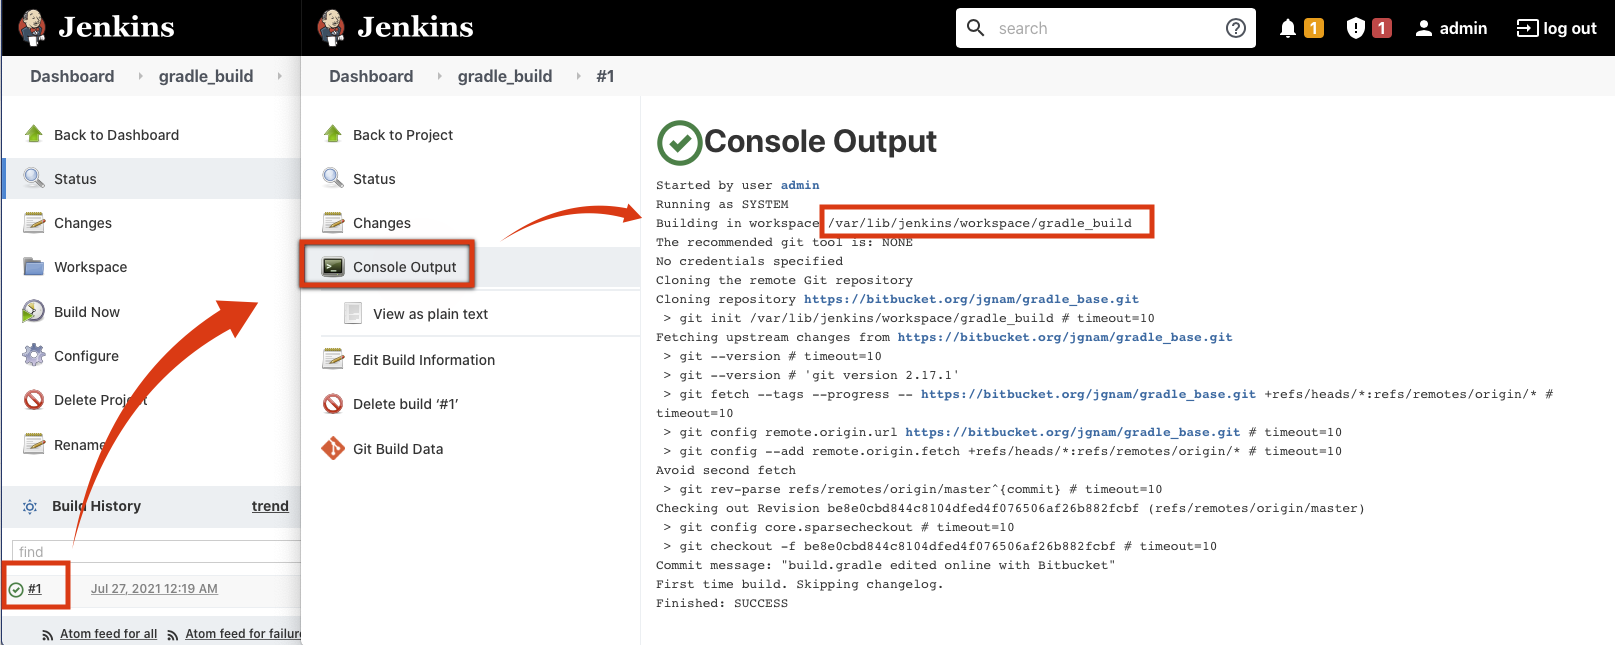 Jenkins
Dashboard gradle_build
Back to Dashboard
Status
Changes
Workspace
Build Now
Configure
Delete Project
Rename
Build History trend
find
#1 Jul 27, 2021 12:19 AM
Atom feed for all Atom feed for failure
Jenkins
search 1 1 admin log out
Dashboard gradle_build #1
Back to Project
Status
Changes
Console Output
View as plain text
Edit Build Information
Delete build ‘#1’
Git Build Data
Console Output
Started by user admin
Running as SYSTEM
Building in workspace /var/lib/jenkins/workspace/gradle_build
The recommended git tool is: NONE
No credentials specified
Cloning the remote Git repository
Cloning repository https://bitbucket.org/jgnam/gradle_base.git
> git init /var/lib/jenkins/workspace/gradle_build # timeout=10
Fetching upstream changes from https://bitbucket.org/jgnam/gradle_base.git
> git --version # timeout=10
> git --version # 'git version 2.17.1'
> git fetch --tags --progress -- https://bitbucket.org/jgnam/gradle_base.git +refs/heads/*:refs/remotes/origin/* #
timeout=10
> git config remote.origin.url https://bitbucket.org/jgnam/gradle_base.git # timeout=10
> git config --add remote.origin.fetch +refs/heads/*:refs/remotes/origin/* # timeout=10
Avoid second fetch
> git rev-parse refs/remotes/origin/master^{commit} # timeout=10
Checking out Revision be8e0cbd844c8104dfed4f076506af26b882fcbf (refs/remotes/origin/master)
> git config core.sparsecheckout # timeout=10
> git checkout -f be8e0cbd844c8104dfed4f076506af26b882fcbf # timeout=10
Commit message: "build.gradle edited online with Bitbucket"
First time build. Skipping changelog.
Finished: SUCCESS